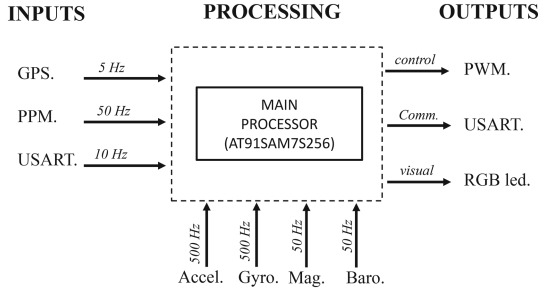 INPUTS
PROCESSING
OUTPUTS
GPS.
5 Hz
PPM.
50 Hz
USART.
10 Hz
MAIN
PROCESSOR
(AT91SAM7S256)
control
PWM.
Comm.
USART.
visual
RGB led.
500 Hz
500 Hz
50 Hz
50 Hz
Accel.
Gyro.
Mag.
Baro.